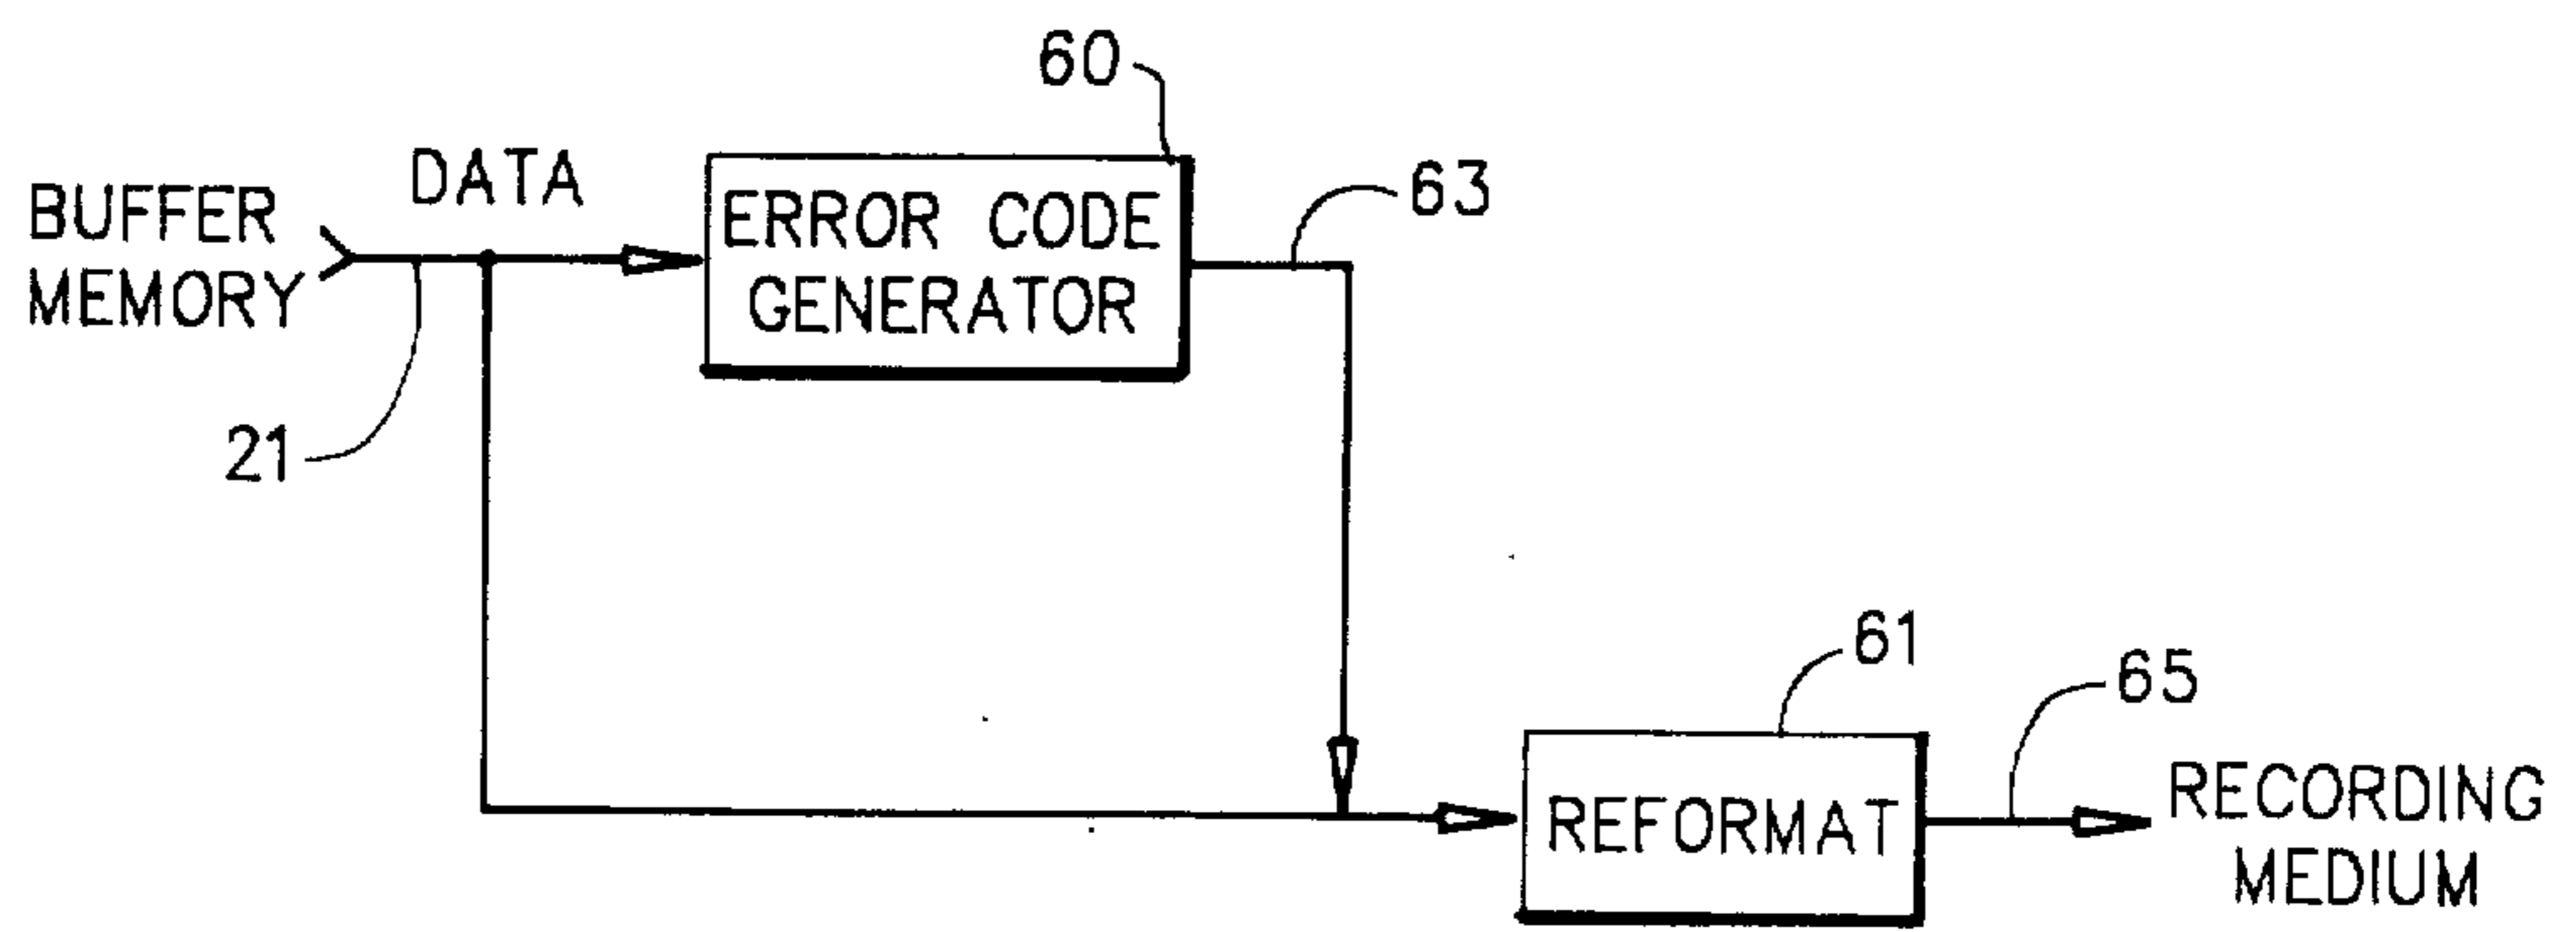 60
DATA
BUFFER
MEMORY
ERROR CODE
GENERATOR
63
21
61
65
REFORMAT
RECORDING
MEDIUM